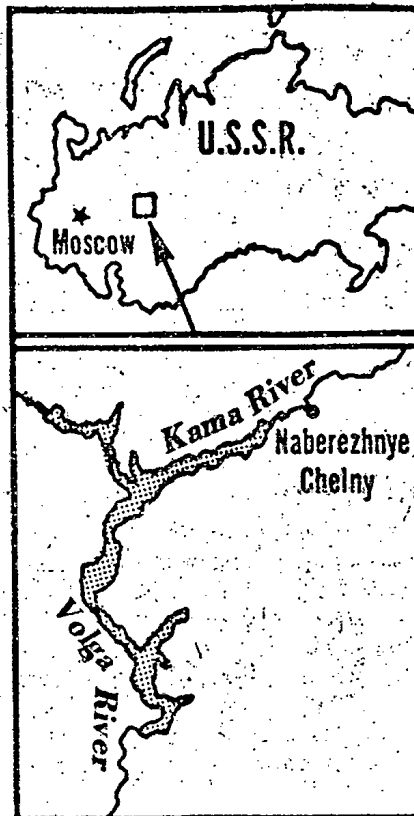 U.S.S.R.
Moscow
Kama River
Naberezhnye
Chelny
Volga
River